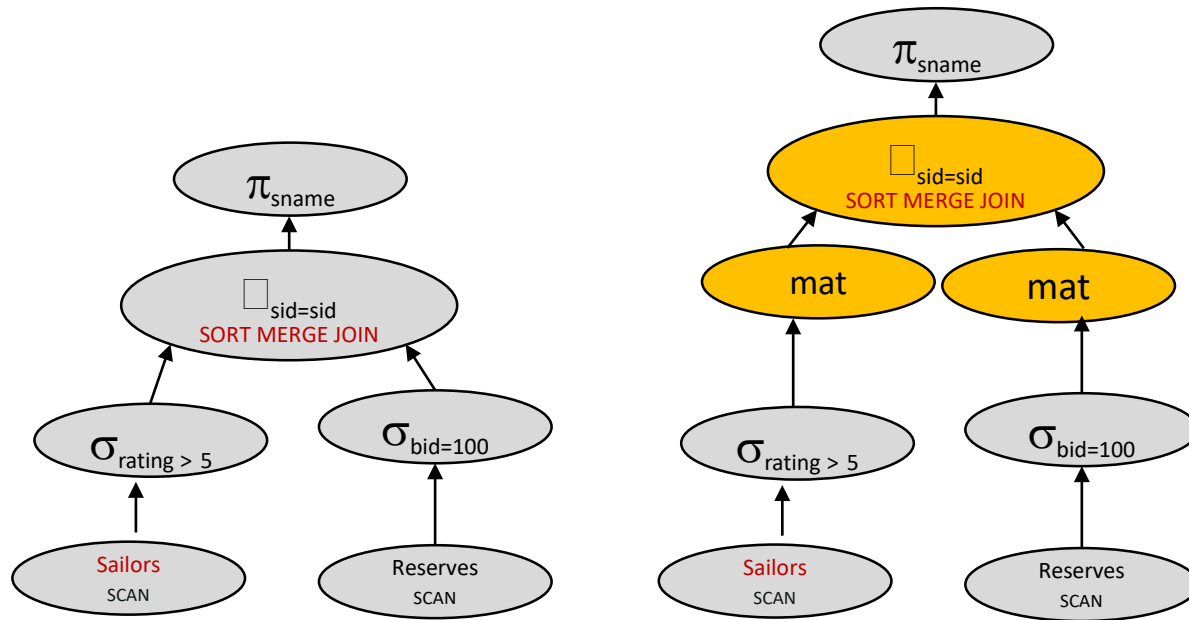 πsname
⎕sid=sid
SORT MERGE JOIN
σrating > 5
σbid=100
Sailors
SCAN
Reserves
SCAN
πsname
⎕sid=sid
SORT MERGE JOIN
mat
mat
σrating > 5
σbid=100
Sailors
SCAN
Reserves
SCAN